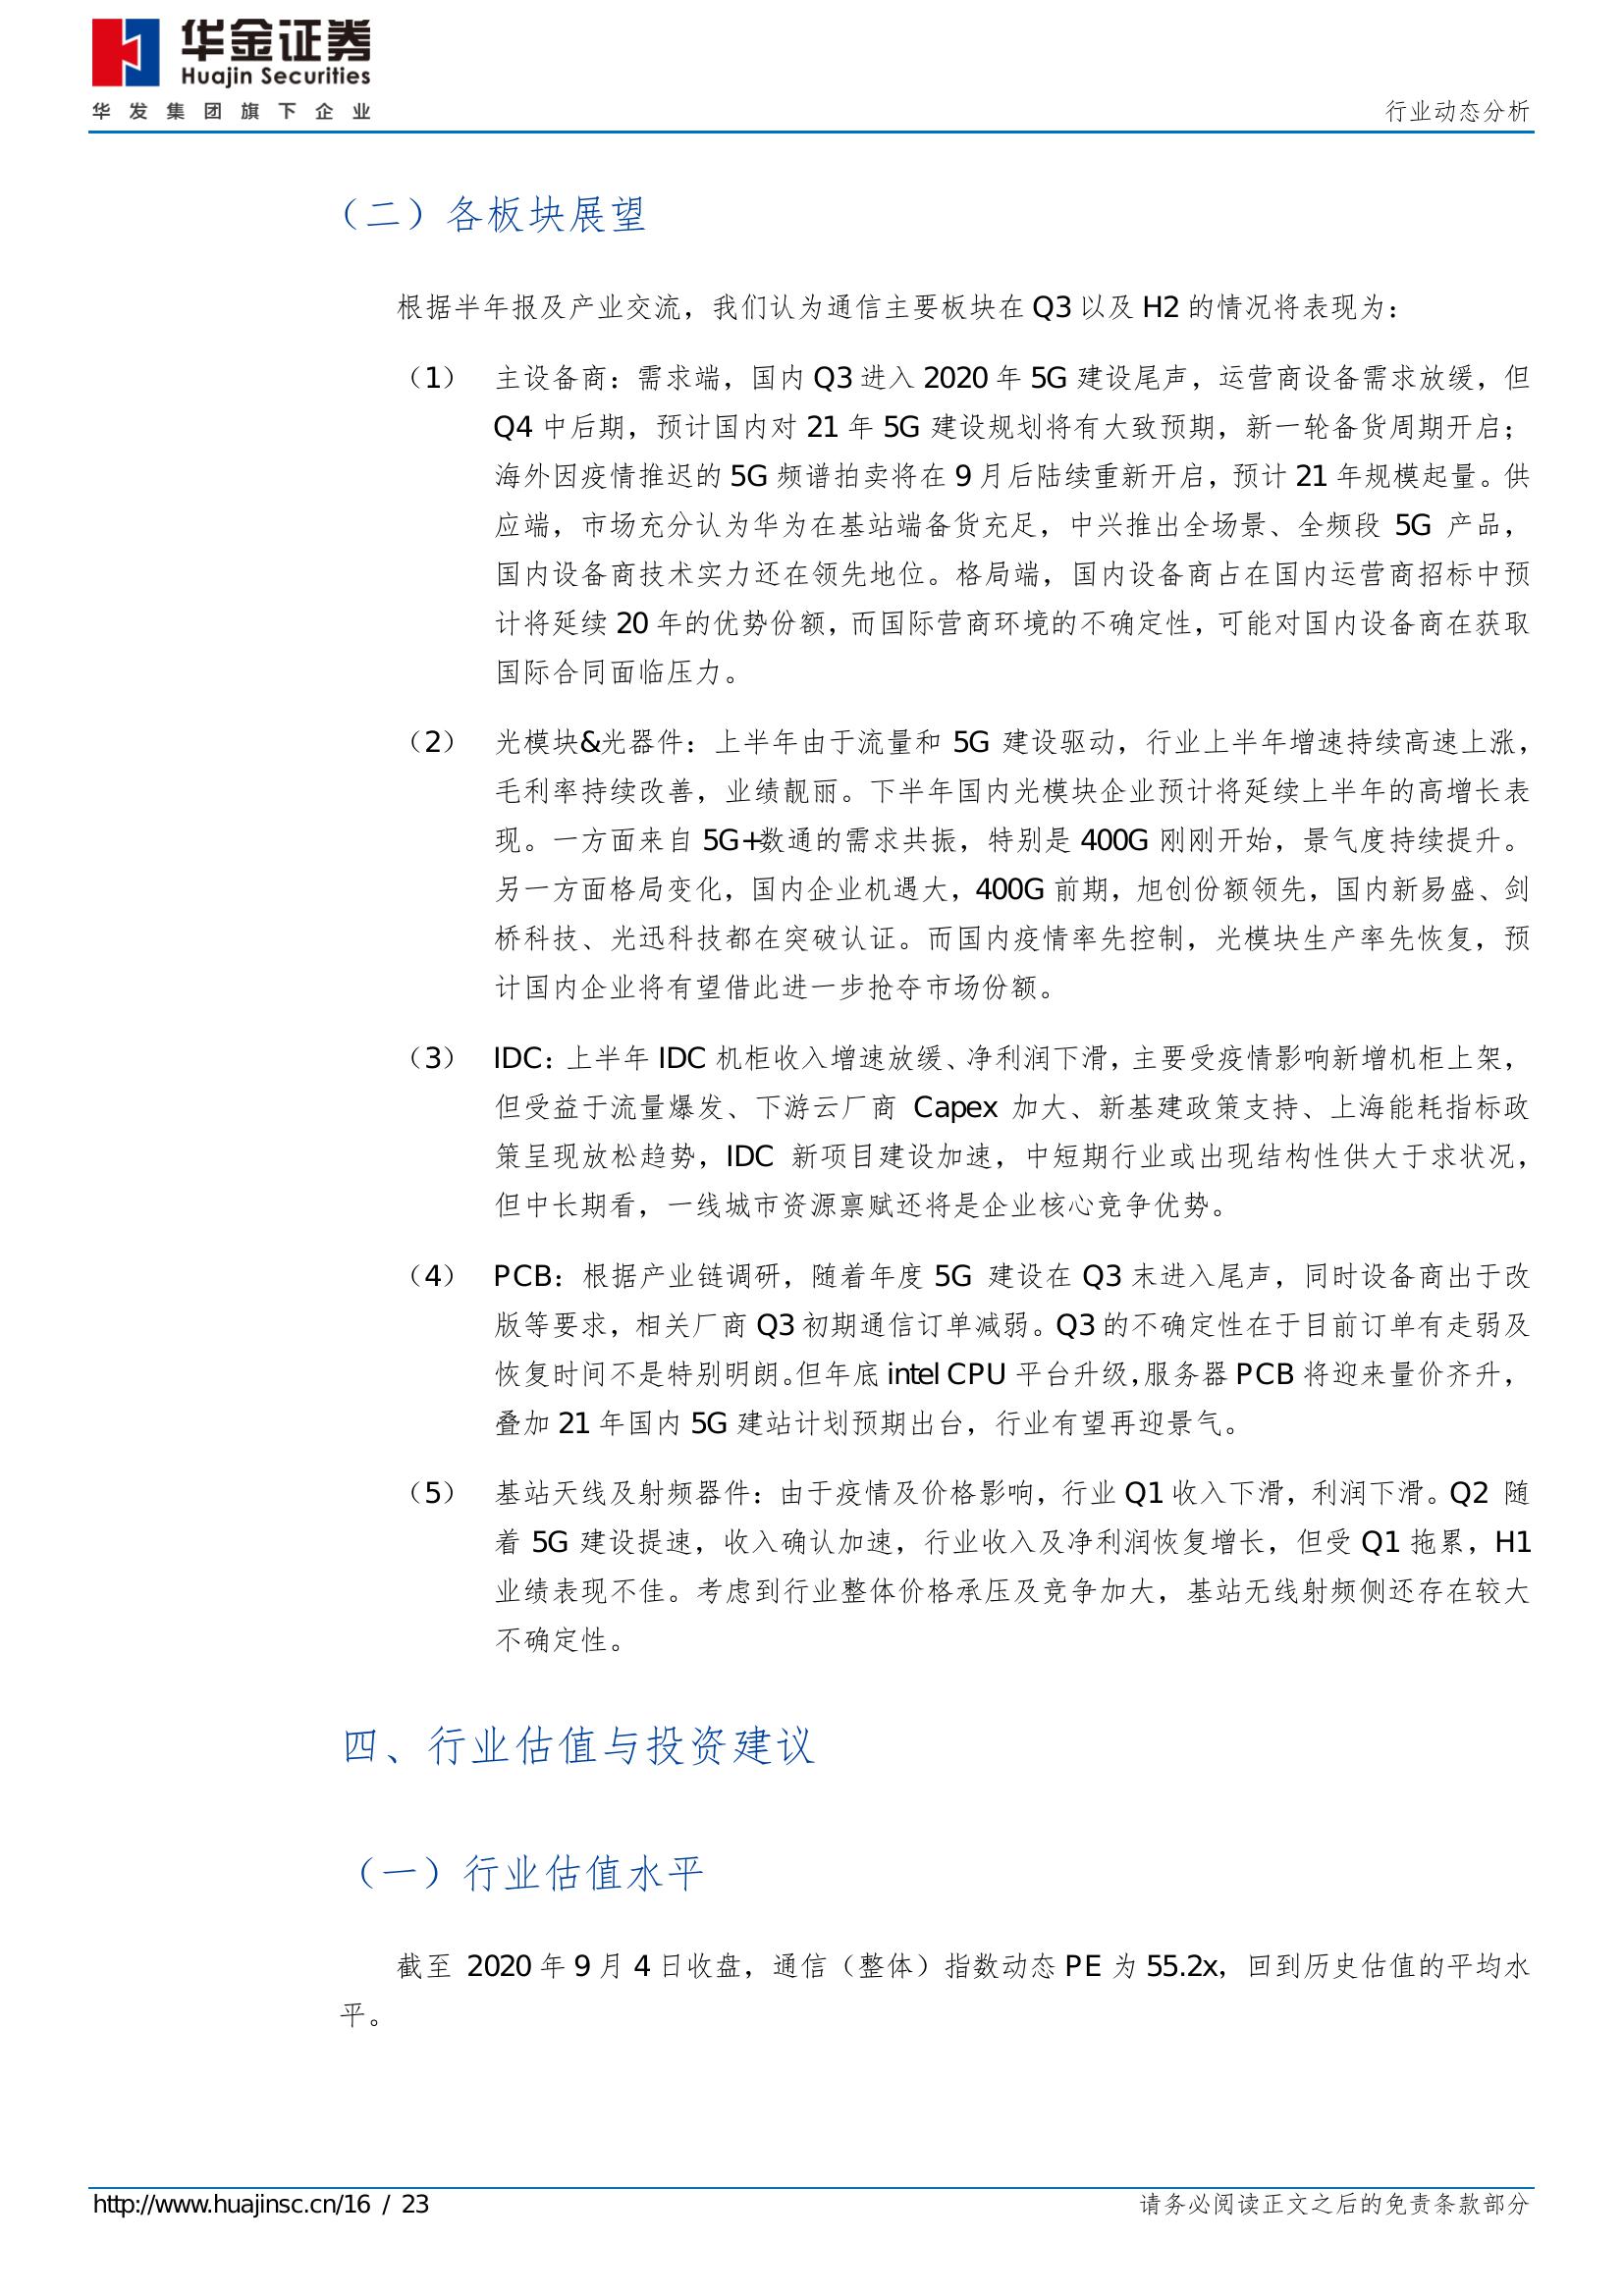 华金证券
Huajin Securities
华发集团旗下企业
行业动态分析
（二）各板块展望
根据半年报及产业交流，我们认为通信主要板块在 Q3 以及 H2 的情况将表现为：
（1） 主设备商：需求端，国内 Q3 进入 2020 年 5G 建设尾声，运营商设备需求放缓，但
Q4 中后期，预计国内对 21 年 5G 建设规划将有大致预期，新一轮备货周期开启；
海外因疫情推迟的 5G 频谱拍卖将在 9 月后陆续重新开启，预计 21 年规模起量。供
应端，市场充分认为华为在基站端备货充足，中兴推出全场景、全频段 5G 产品，
国内设备商技术实力还在领先地位。格局端，国内设备商占在国内运营商招标中预
计将延续 20 年的优势份额，而国际营商环境的不确定性，可能对国内设备商在获取
国际合同面临压力。
（2） 光模块&光器件：上半年由于流量和 5G 建设驱动，行业上半年增速持续高速上涨，
毛利率持续改善，业绩靓丽。下半年国内光模块企业预计将延续上半年的高增长表
现。一方面来自 5G+数通的需求共振，特别是 400G 刚刚开始，景气度持续提升。
另一方面格局变化，国内企业机遇大，400G 前期，旭创份额领先，国内新易盛、剑
桥科技、光迅科技都在突破认证。而国内疫情率先控制，光模块生产率先恢复，预
计国内企业将有望借此进一步抢夺市场份额。
（3） IDC：上半年 IDC 机柜收入增速放缓、净利润下滑，主要受疫情影响新增机柜上架，
但受益于流量爆发、下游云厂商 Capex 加大、新基建政策支持、上海能耗指标政
策呈现放松趋势，IDC 新项目建设加速，中短期行业或出现结构性供大于求状况，
但中长期看，一线城市资源禀赋还将是企业核心竞争优势。
（4） PCB：根据产业链调研，随着年度 5G 建设在 Q3 末进入尾声，同时设备商出于改
版等要求，相关厂商 Q3 初期通信订单减弱。Q3 的不确定性在于目前订单有走弱及
恢复时间不是特别明朗。但年底 intel CPU 平台升级，服务器 PCB 将迎来量价齐升，
叠加 21 年国内 5G 建站计划预期出台，行业有望再迎景气。
（5） 基站天线及射频器件：由于疫情及价格影响，行业 Q1 收入下滑，利润下滑。Q2 随
着 5G 建设提速，收入确认加速，行业收入及净利润恢复增长，但受 Q1 拖累，H1
业绩表现不佳。考虑到行业整体价格承压及竞争加大，基站无线射频侧还存在较大
不确定性。
四、行业估值与投资建议
（一）行业估值水平
截至 2020 年 9 月 4 日收盘，通信（整体）指数动态 PE 为 55.2x，回到历史估值的平均水
平。
http://www.huajinsc.cn/16 / 23
请务必阅读正文之后的免责条款部分